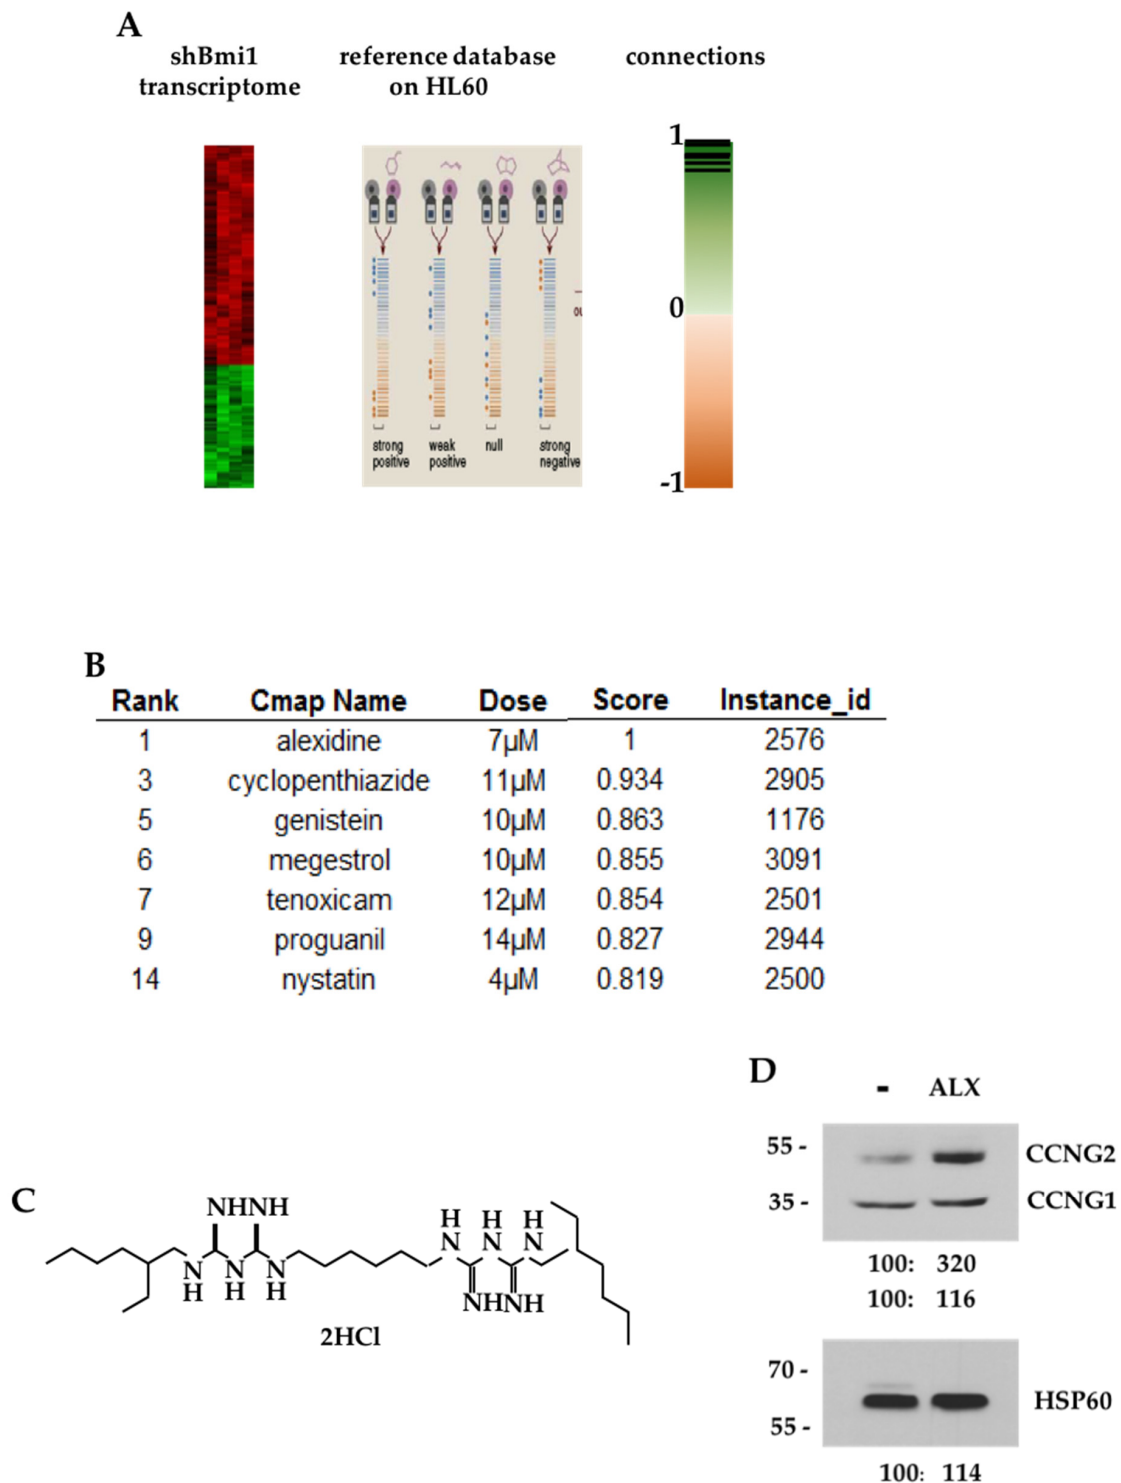 A
shBmi1
transcriptome
reference database
on HL60
connections
1
0
-1
strong
positive
weak
positive
null
strong
negative
B
Rank Cmap Name Dose Score Instance_id
1 alexidine 7µM 1 2576
3 cyclopenthiazide 11µM 0.934 2905
5 genistein 10µM 0.863 1176
6 megestrol 10µM 0.855 3091
7 tenoxicam 12µM 0.854 2501
9 proguanil 14µM 0.827 2944
14 nystatin 4µM 0.819 2500
C
NHNH
N N N
H H H
H H H
N N N
NHNH
2HCl
D
- ALX
55 - CCNG2
35 - CCNG1
100: 320
100: 116
70 -
HSP60
55 -
100: 114